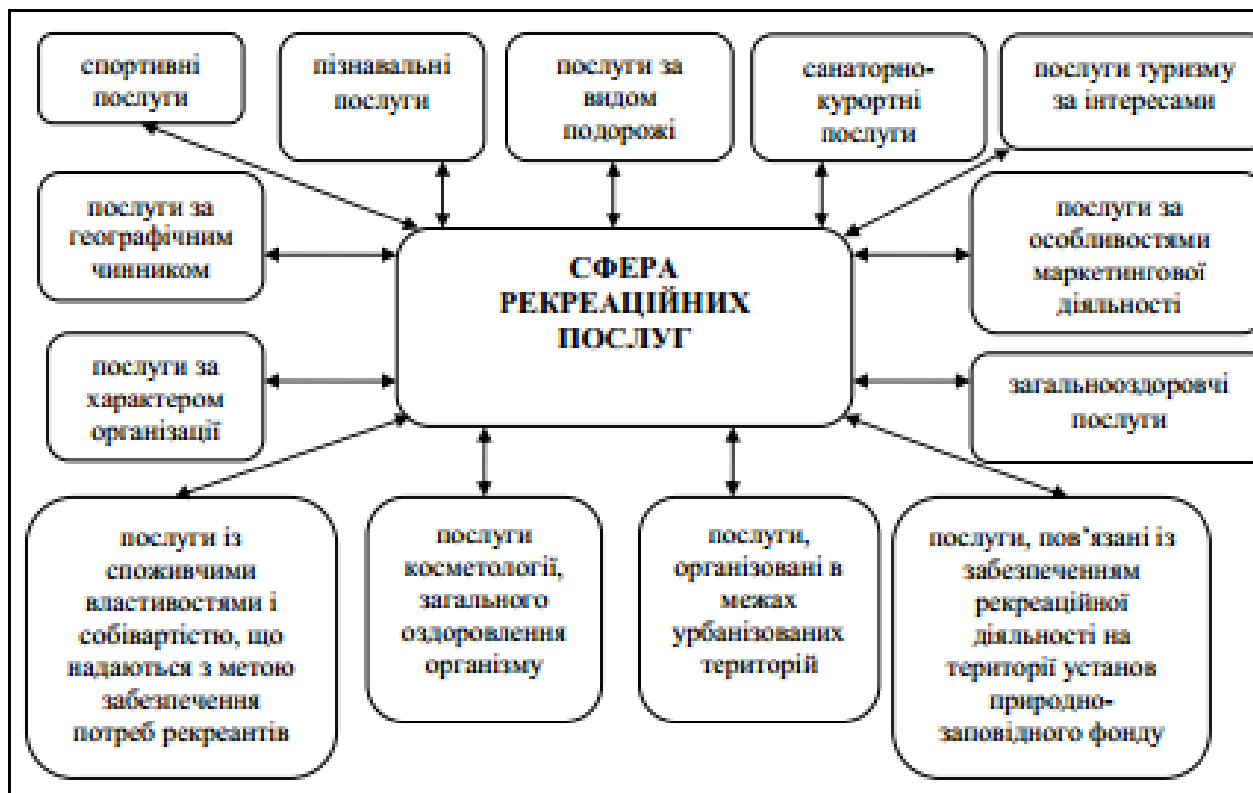 спортивні
послуги
пізнавальні
послуги
послуги за
видом
подорожі
санаторно-
курортні
послуги
послуги туризму
за інтересами
послуги за
географічним
чинником
СФЕРА
РЕКРЕАЦІЙНИХ
ПОСЛУГ
послуги за
особливостями
маркетингової
діяльності
послуги за
характером
організації
загальнооздоровчі
послуги
послуги із
споживчими
властивостями і
собівартістю, що
надаються з метою
забезпечення
потреб рекреантів
послуги
косметології,
загального
оздоровлення
організму
послуги,
організовані в
межах
урбанізованих
територій
послуги, пов’язані із
забезпеченням
рекреаційної
діяльності на
території установ
природно-
заповідного фонду